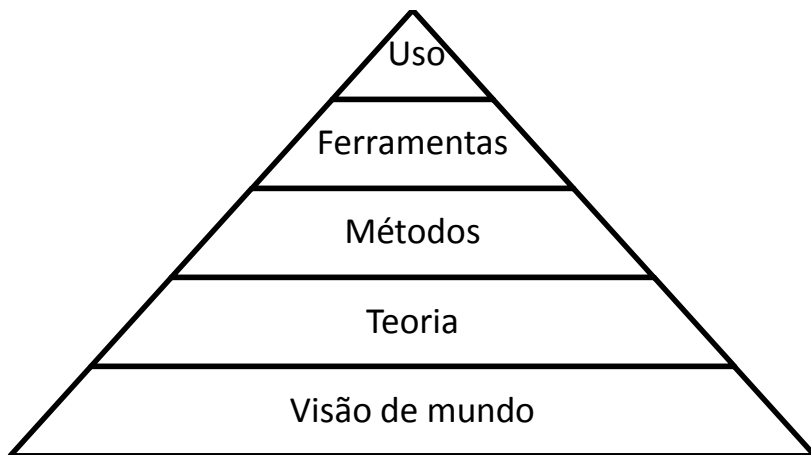 Uso
Ferramentas
Métodos
Teoria
Visão de mundo